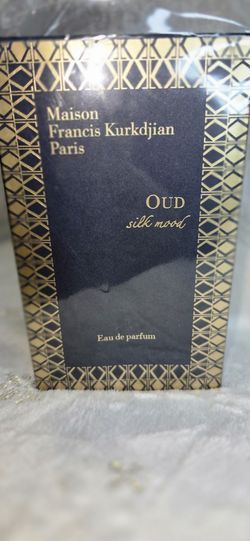 Maison
Francis Kurkdjian
Paris
OUD
silk mood
Eau de parfum